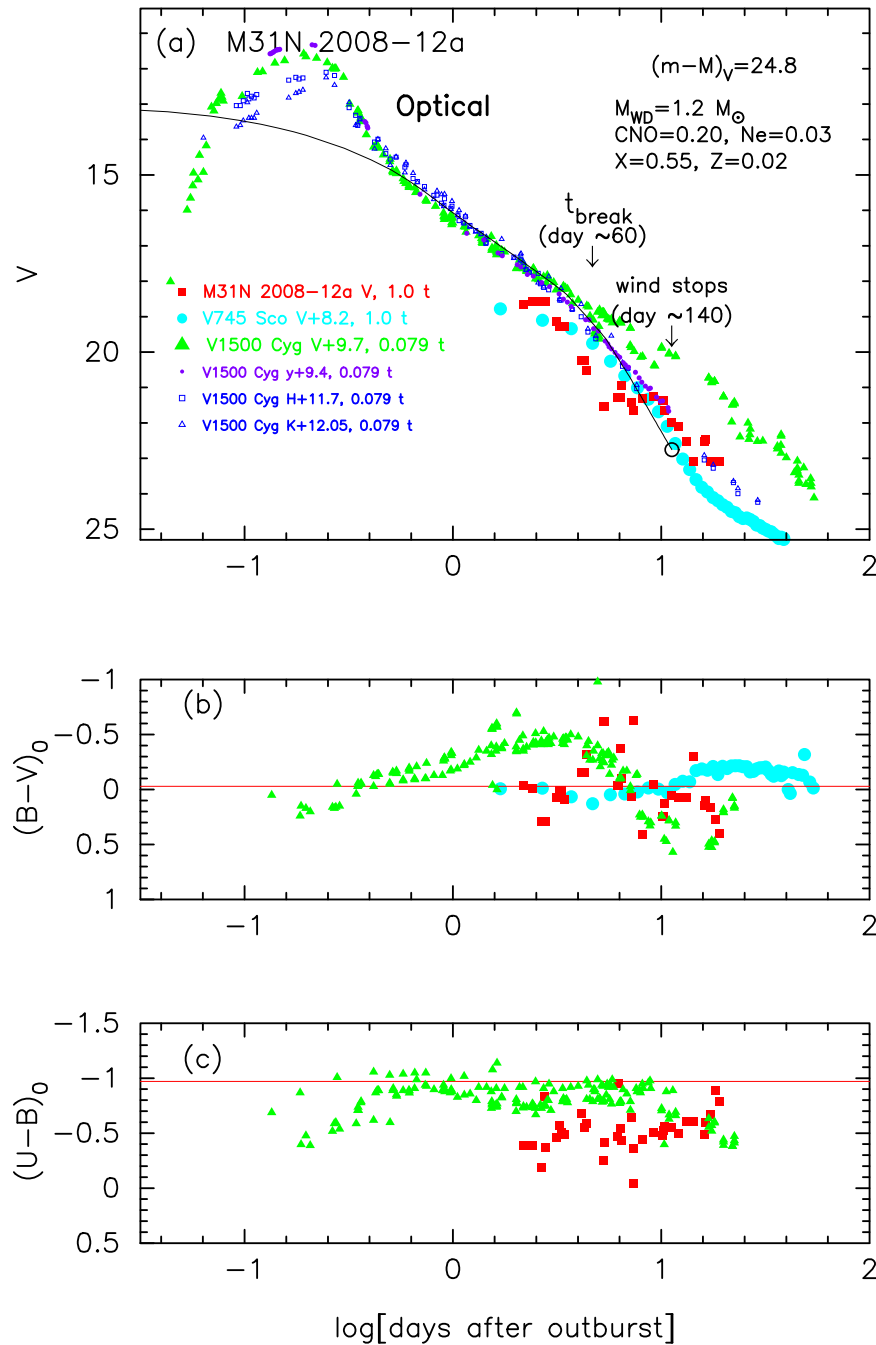 (a) M31N 2008-12a
(m-M)V=24.8
Optical
MWD=1.2 M⊙
CNO=0.20, Ne=0.03
X=0.55, Z=0.02
15
tbreak
(day ~60)
V
wind stops
(day ~140)
M31N 2008-12a V, 1.0 t
V745 Sco V+8.2, 1.0 t
20
V1500 Cyg V+9.7, 0.079 t
V1500 Cyg y+9.4, 0.079 t
V1500 Cyg H+11.7, 0.079 t
V1500 Cyg K+12.05, 0.079 t
25
-1 0 1 2
(b)
-1
-0.5
(B-V)0
0
0.5
1
-1 0 1 2
(c)
-1.5
-1
(U-B)0
-0.5
0
0.5
-1 0 1 2
log[days after outburst]